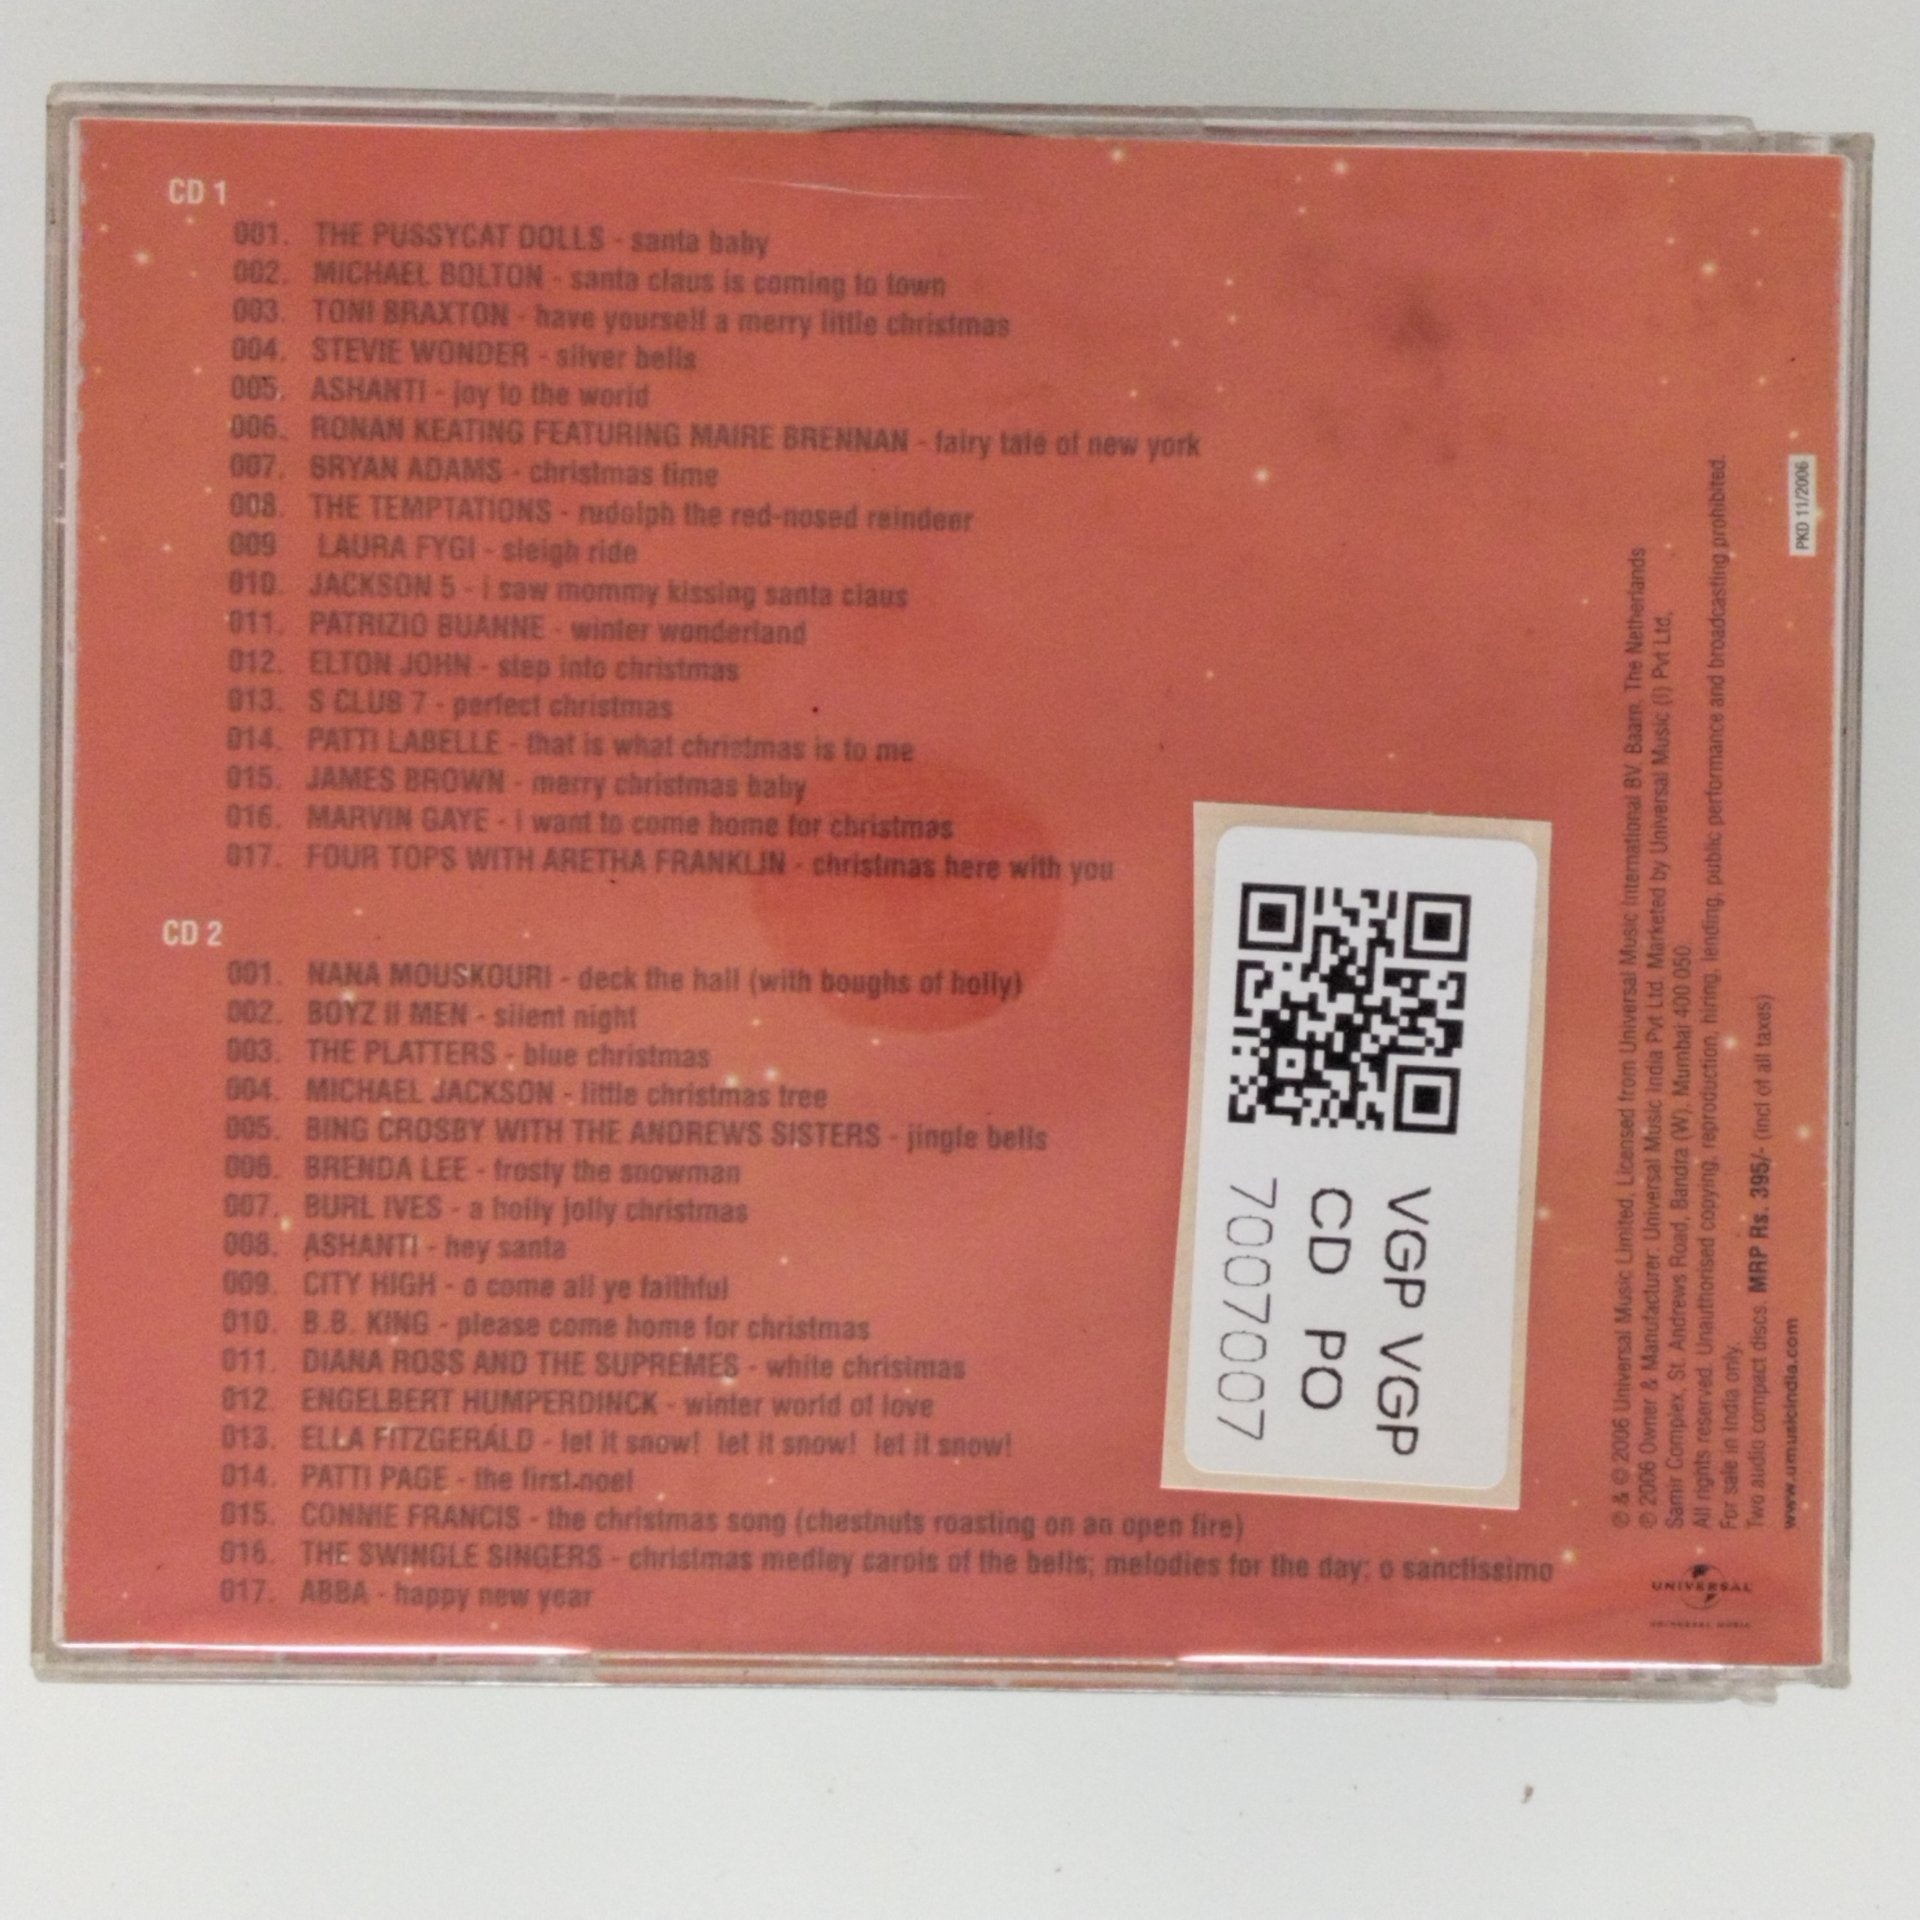 CD 1
001. THE PUSSYCAT DOLLS - santa baby
002. MICHAEL BOLTON - santa claus is coming to town
003. TONI BRAXTON - have yourself a merry little christmas
004. STEVIE WONDER - silver bells
005. ASHANTI - joy to the world
006. RONAN KEATING FEATURING MAIRE BRENNAN - fairy tale of new york
007. BRYAN ADAMS - christmas time
008. THE TEMPTATIONS - rudolph the red-nosed reindeer
009 LAURA FYGI - sleigh ride
010. JACKSON 5 - i saw mommy kissing santa claus
011. PATRIZIO BUANNE - winter wonderland
012. ELTON JOHN - step into christmas
013. S CLUB 7 - perfect christmas
014. PATTI LABELLE - that is what christmas is to me
015. JAMES BROWN - merry christmas baby
016. MARVIN GAYE - i want to come home for christmas
017. FOUR TOPS WITH ARETHA FRANKLIN - christmas here with you
CD 2
001. NANA MOUSKOURI - deck the hall (with boughs of holly)
002. BOYZ II MEN - silent night
003. THE PLATTERS - blue christmas
004. MICHAEL JACKSON - little christmas tree
005. BING CROSBY WITH THE ANDREWS SISTERS - jingle bells
006. BRENDA LEE - frosty the snowman
007. BURL IVES - a holly jolly christmas
008. ASHANTI - hey santa
009. CITY HIGH - o come all ye faithful
010. B.B. KING - please come home for christmas
011. DIANA ROSS AND THE SUPREMES - white christmas
012. ENGELBERT HUMPERDINCK - winter world of love
013. ELLA FITZGERALD - let it snow! let it snow! let it snow!
014. PATTI PAGE - the first noel
015. CONNIE FRANCIS - the christmas song (chestnuts roasting on an open fire)
016. THE SWINGLE SINGERS - christmas medley carols of the bells; melodies for the day; o sanctissimo
017. ABBA - happy new year
VGP VGP
CD PO
7007007
℗ & © 2006 Universal Music Limited, Licensed from Universal Music International BV, Baarn, The Netherlands
℗ 2006 Owner & Manufacturer: Universal Music India Pvt Ltd. Marketed by Universal Music (I) Pvt Ltd,
Samir Complex, St. Andrews Road, Bandra (W), Mumbai 400 050.
All rights reserved. Unauthorised copying, reproduction, hiring, lending, public performance and broadcasting prohibited.
For sale in India only.
Two audio compact discs. MRP Rs. 395/- (incl of all taxes)
www.umusicindia.com
PKD 11/2006
UNIVERSAL
UNIVERSAL MUSIC